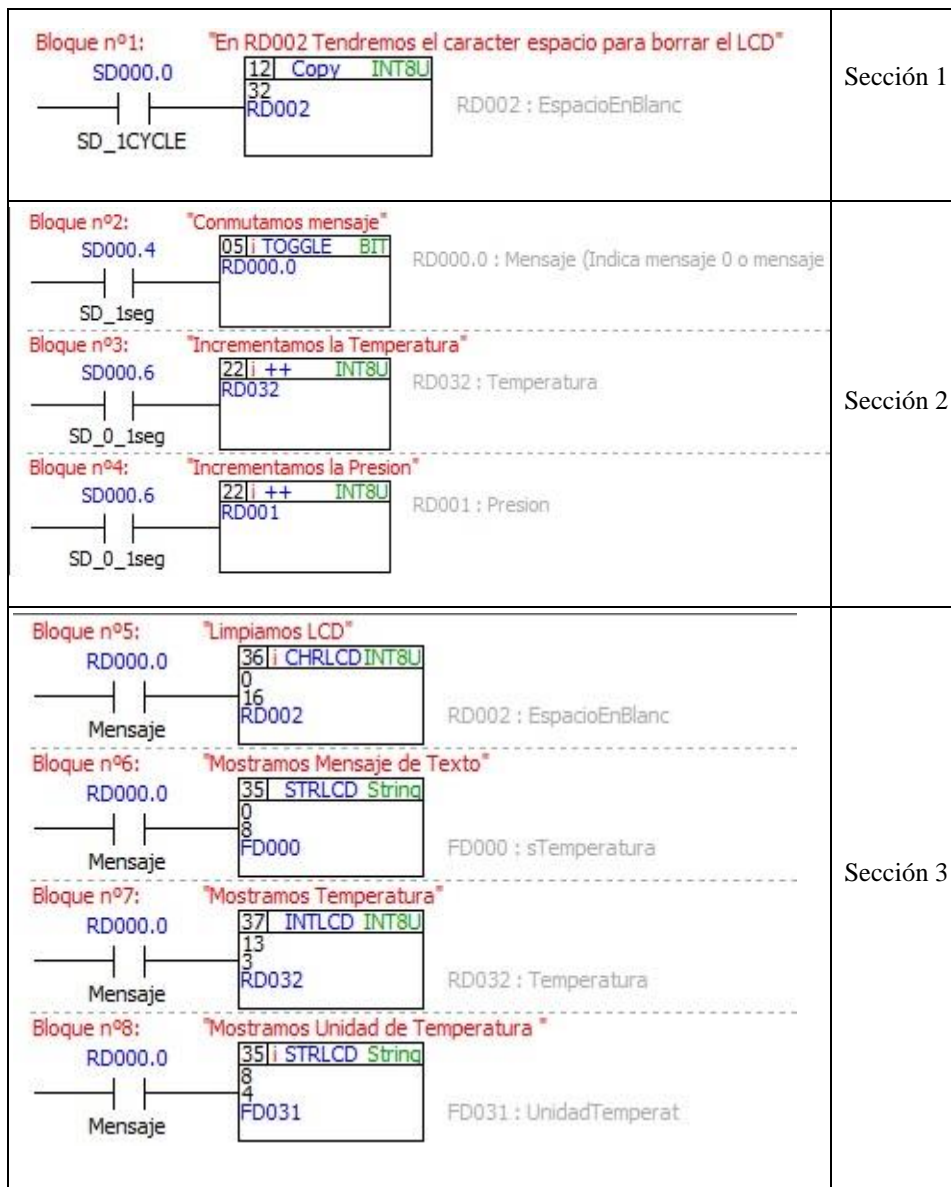 Bloque nº1: "En RD002 Tendremos el caracter espacio para borrar el LCD"
SD000.0 12 Copy INT8U
32
RD002 RD002 : EspacioEnBlanc
SD_1CYCLE
Sección 1
Bloque nº2: "Conmutamos mensaje"
SD000.4 05 i TOGGLE BIT
RD000.0 RD000.0 : Mensaje (Indica mensaje 0 o mensaje
SD_1seg
Bloque nº3: "Incrementamos la Temperatura"
SD000.6 22 i ++ INT8U
RD032 RD032 : Temperatura
SD_0_1seg
Bloque nº4: "Incrementamos la Presion"
SD000.6 22 i ++ INT8U
RD001 RD001 : Presion
SD_0_1seg
Sección 2
Bloque nº5: "Limpiamos LCD"
RD000.0 36 i CHRLCD INT8U
0
16
RD002 RD002 : EspacioEnBlanc
Mensaje
Bloque nº6: "Mostramos Mensaje de Texto"
RD000.0 35 STRLCD String
0
8
FD000 FD000 : sTemperatura
Mensaje
Bloque nº7: "Mostramos Temperatura"
RD000.0 37 INTLCD INT8U
13
3
RD032 RD032 : Temperatura
Mensaje
Bloque nº8: "Mostramos Unidad de Temperatura "
RD000.0 35 i STRLCD String
8
4
FD031 FD031 : UnidadTemperat
Mensaje
Sección 3